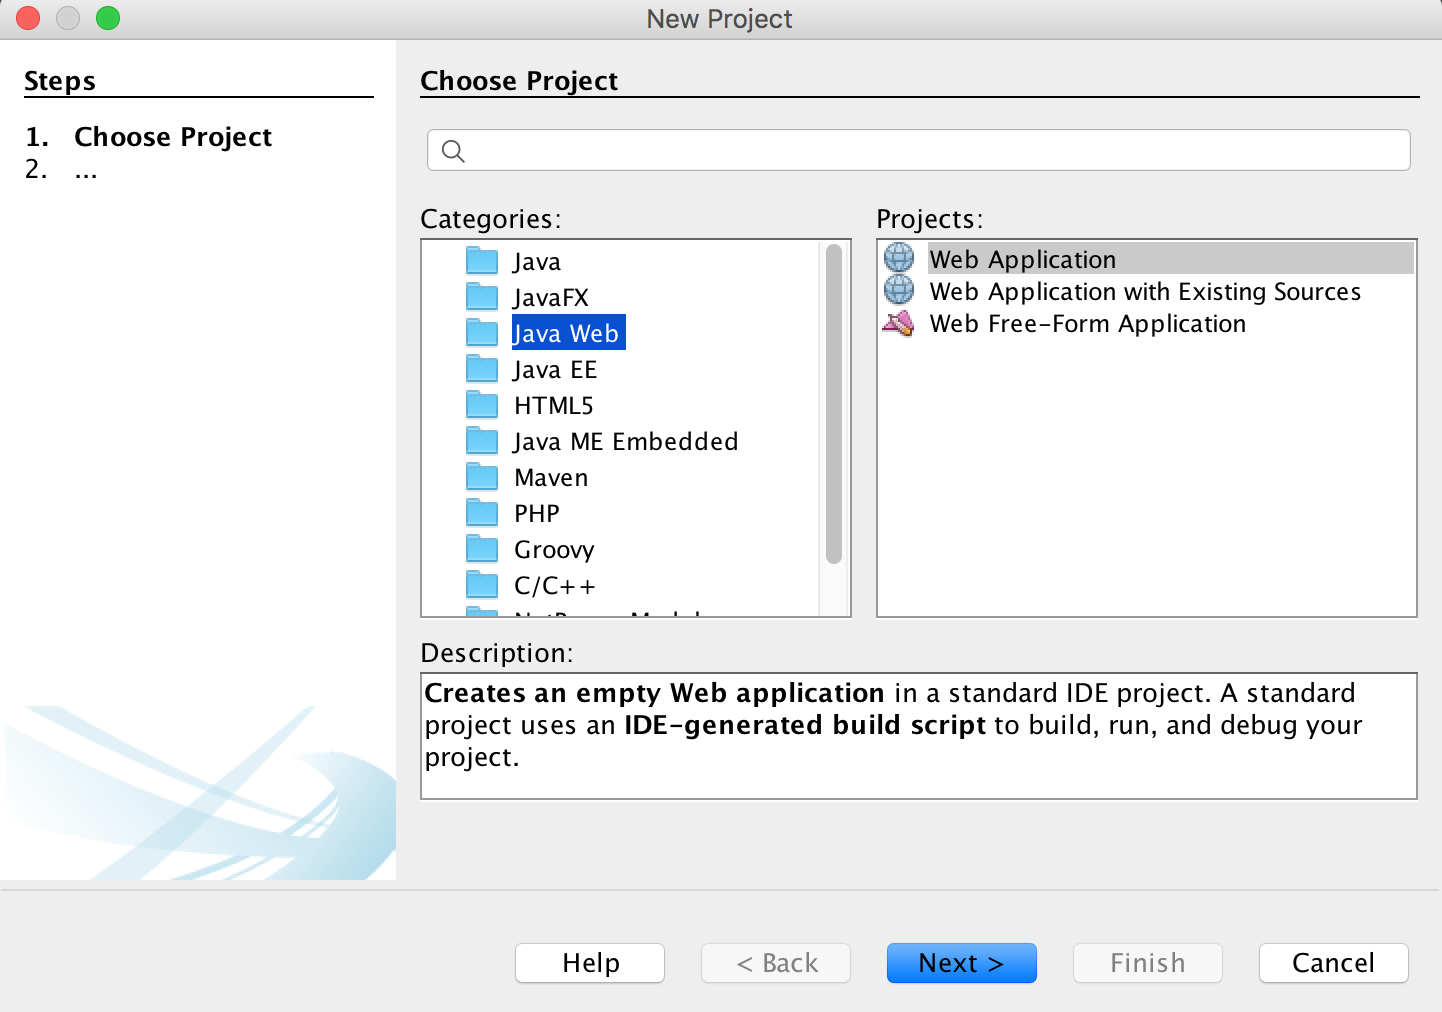 New Project
Steps
1. Choose Project
2. ...
Choose Project
Categories:
Java
JavaFX
Java Web
Java EE
HTML5
Java ME Embedded
Maven
PHP
Groovy
C/C++
Projects:
Web Application
Web Application with Existing Sources
Web Free-Form Application
Description:
Creates an empty Web application in a standard IDE project. A standard
project uses an IDE-generated build script to build, run, and debug your
project.
Help
< Back
Next >
Finish
Cancel